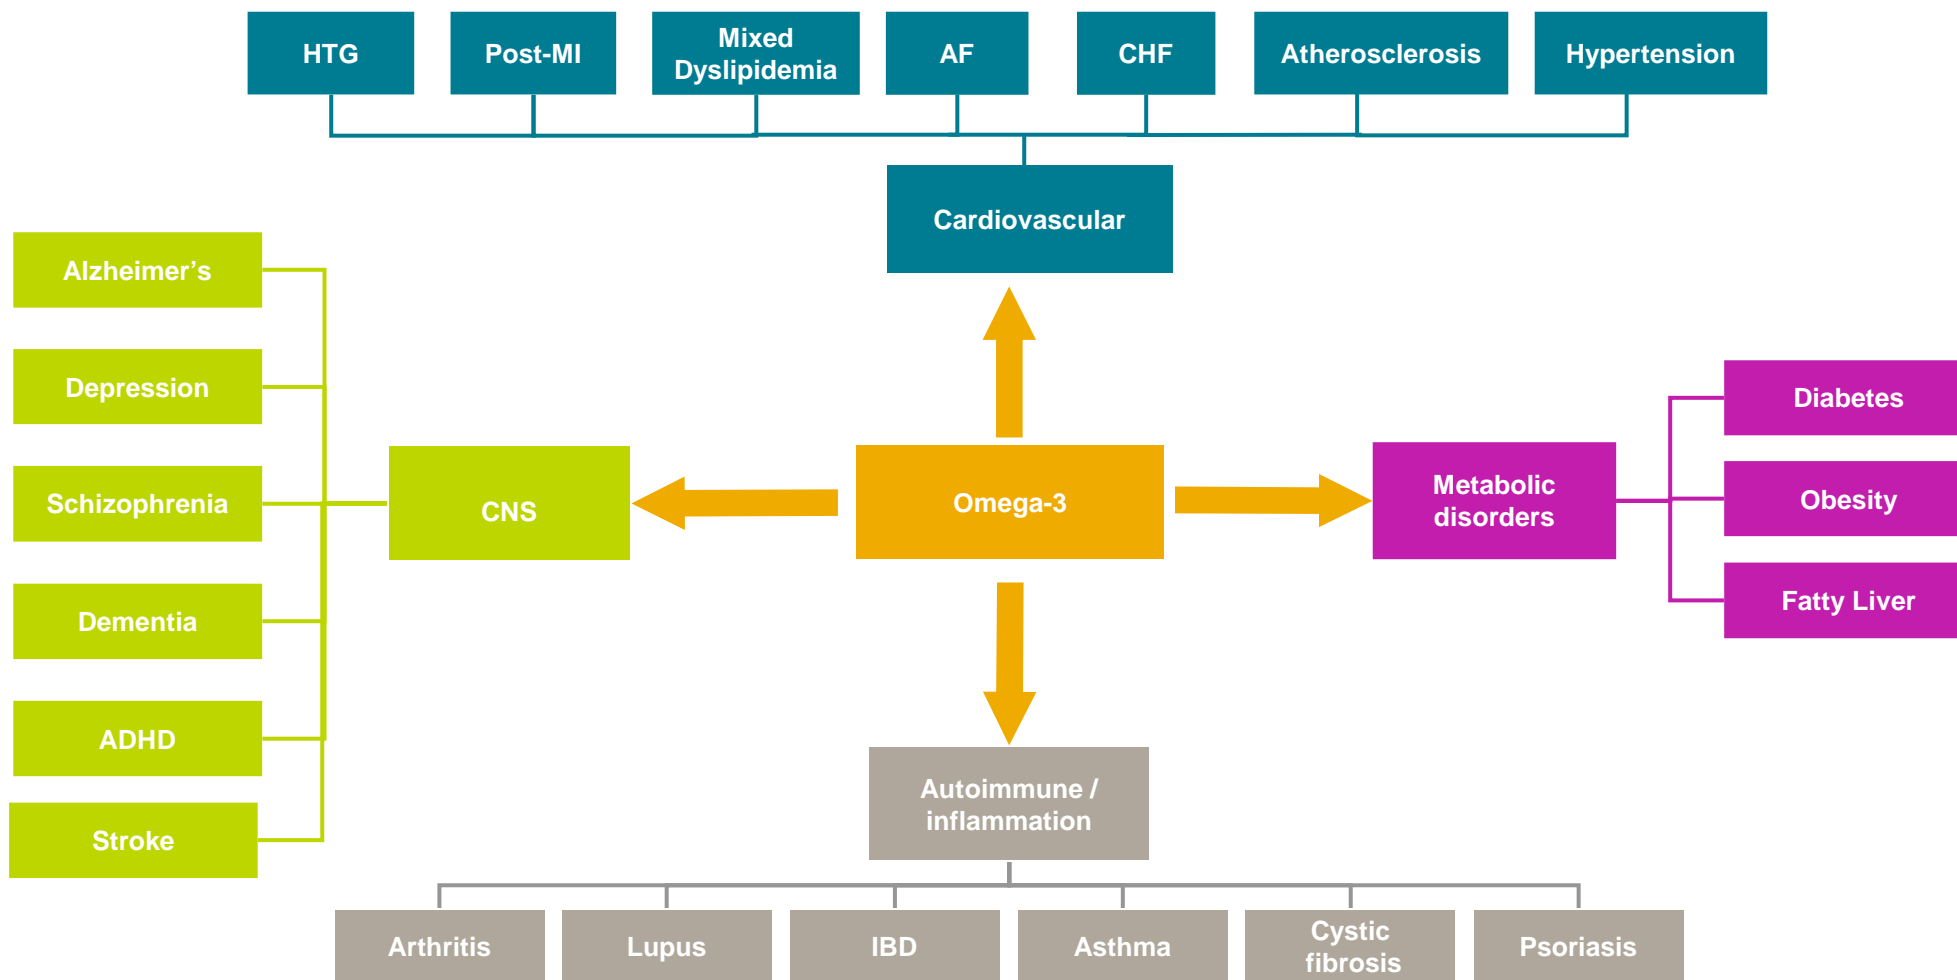 HTG
Post-MI
Mixed
Dyslipidemia
AF
CHF
Atherosclerosis
Hypertension
Cardiovascular
Alzheimer’s
Depression
Schizophrenia
Dementia
ADHD
Stroke
CNS
Omega-3
Metabolic
disorders
Diabetes
Obesity
Fatty Liver
Autoimmune /
inflammation
Arthritis
Lupus
IBD
Asthma
Cystic
fibrosis
Psoriasis